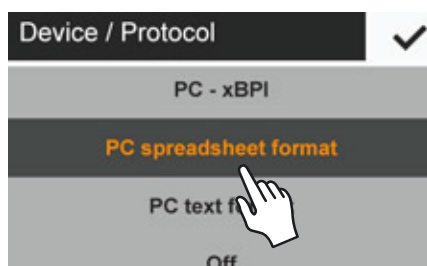 Device / Protocol
PC - xBPI
PC spreadsheet format
PC text f
Off